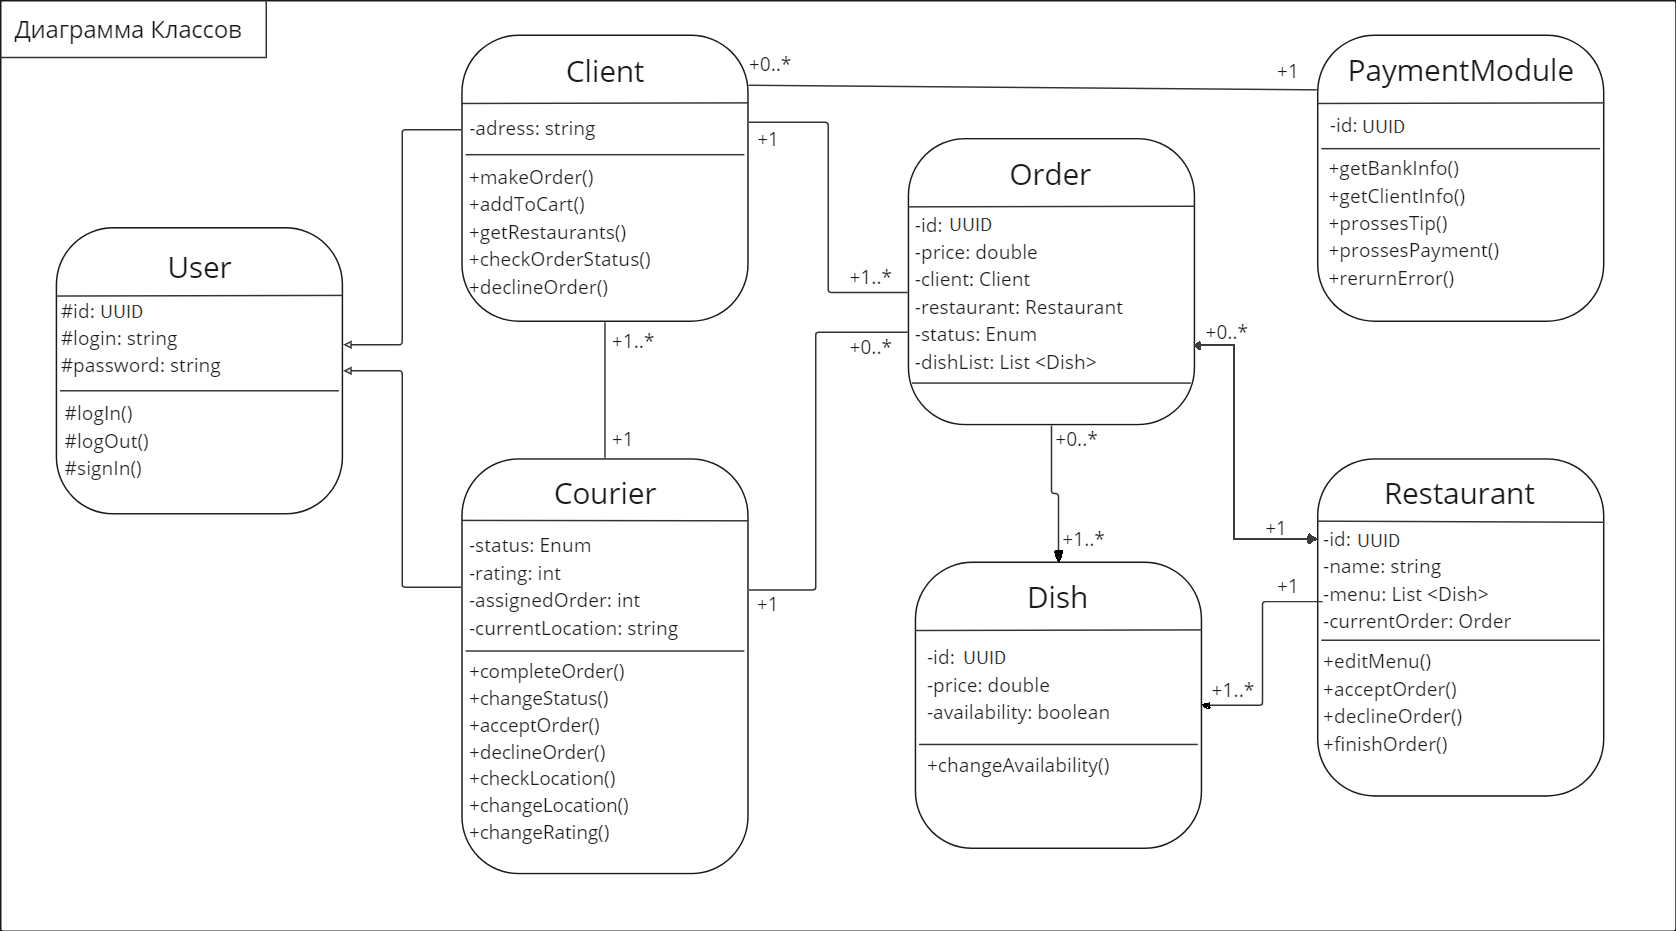 Диаграмма Классов
Client
-adress: string
+makeOrder()
+addToCart()
+getRestaurants()
+checkOrderStatus()
+declineOrder()
+0..*
+1
PaymentModule
-id: UUID
+getBankInfo()
+getClientInfo()
+prossesTip()
+prossesPayment()
+rerurnError()
+1
+1..*
Order
-id: UUID
-price: double
-client: Client
-restaurant: Restaurant
-status: Enum
-dishList: List <Dish>
User
#id: UUID
#login: string
#password: string
#logIn()
#logOut()
#signIn()
+1..*
+1
+0..*
+1
+0..*
+1
+0..*
+1..*
Courier
-status: Enum
-rating: int
-assignedOrder: int
-currentLocation: string
+completeOrder()
+changeStatus()
+acceptOrder()
+declineOrder()
+checkLocation()
+changeLocation()
+changeRating()
Dish
-id: UUID
-price: double
-availability: boolean
+changeAvailability()
+1
+1..*
Restaurant
-id: UUID
-name: string
-menu: List <Dish>
-currentOrder: Order
+editMenu()
+acceptOrder()
+declineOrder()
+finishOrder()